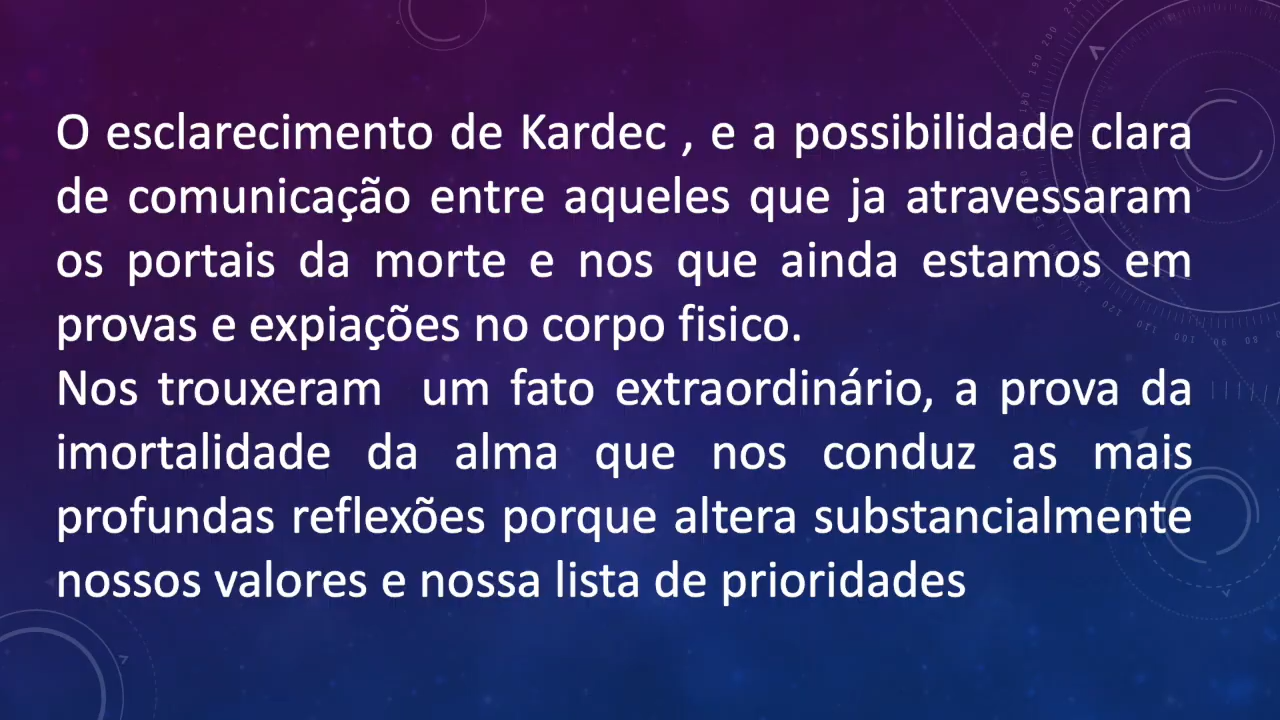 O esclarecimento de Kardec , e a possibilidade clara
de comunicação entre aqueles que ja atravessaram
os portais da morte e nos que ainda estamos em
provas e expiações no corpo fisico.
Nos trouxeram um fato extraordinário, a prova da
imortalidade da alma que nos conduz as mais
profundas reflexões porque altera substancialmente
nossos valores e nossa lista de prioridades